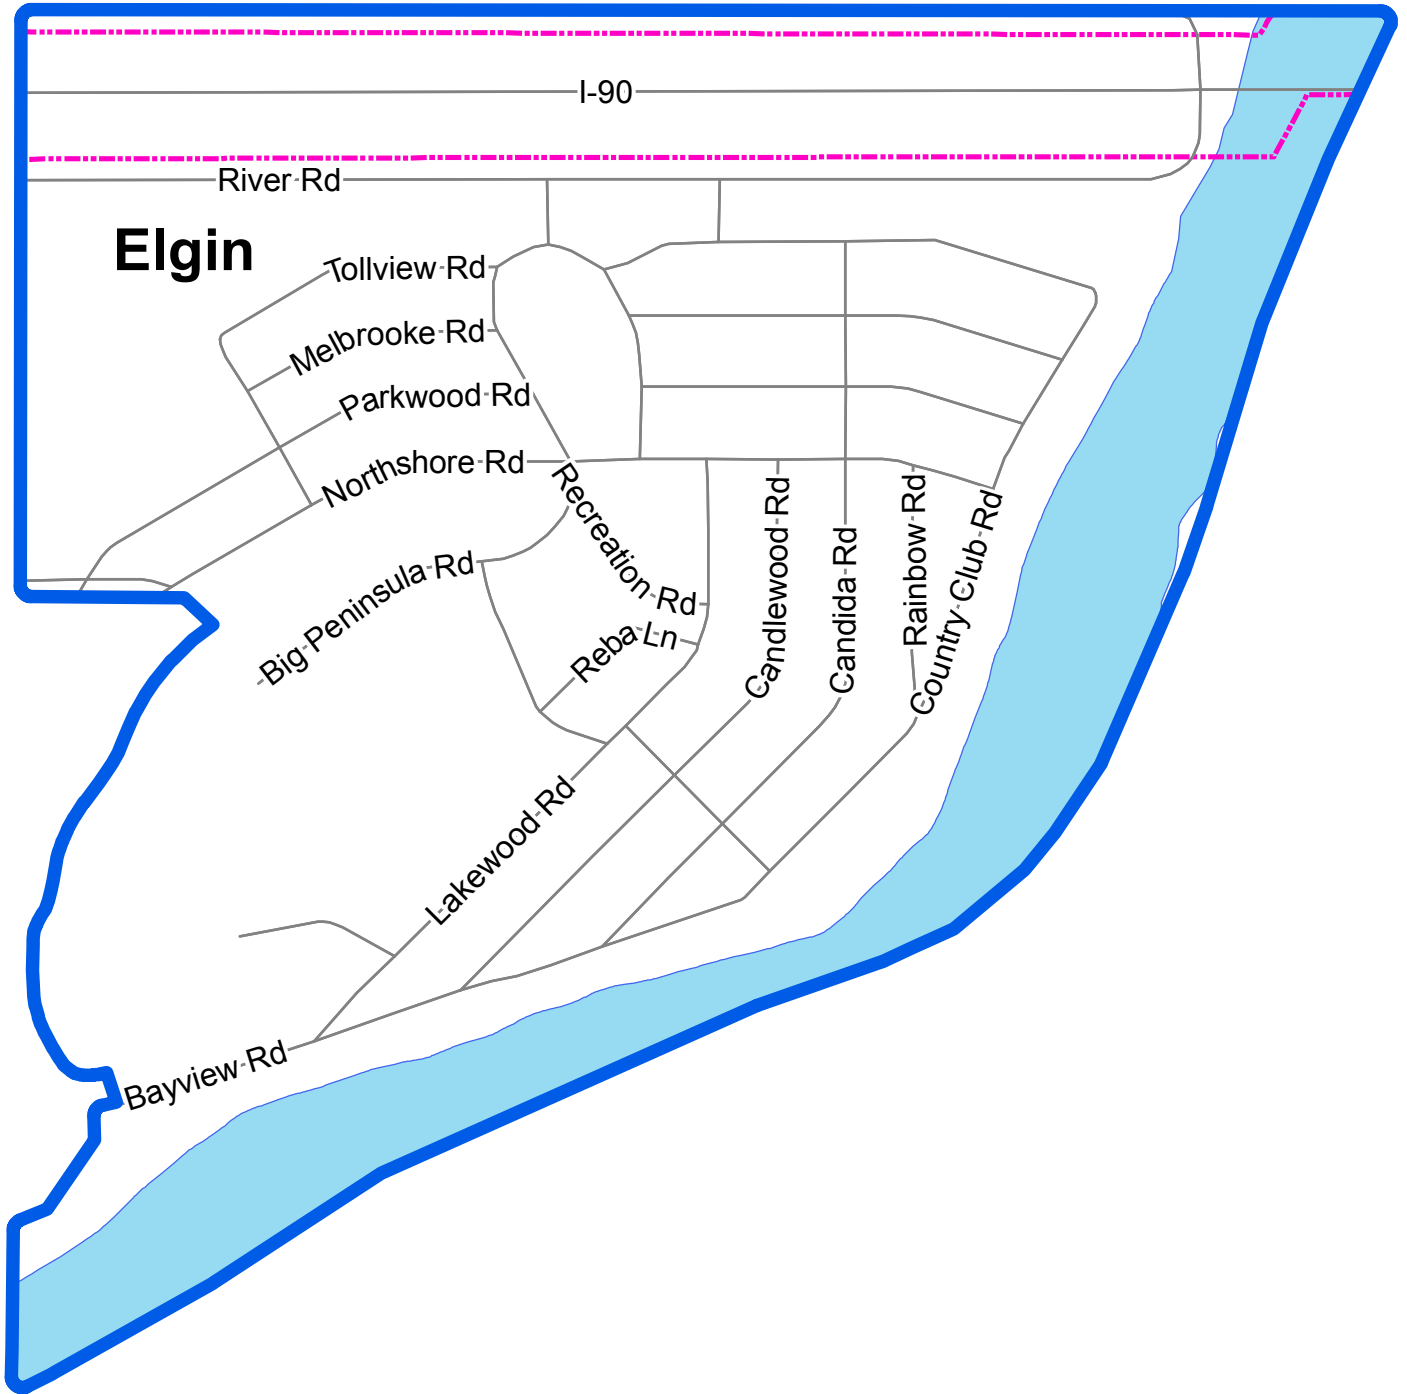 I-90
River Rd
Elgin
Tollview Rd
Melbrooke Rd
Parkwood Rd
Northshore Rd
Recreation Rd
Big Peninsula Rd
Reba Ln
Candlewood Rd
Candida Rd
Rainbow Rd
Country Club Rd
Lakewood Rd
Bayview Rd